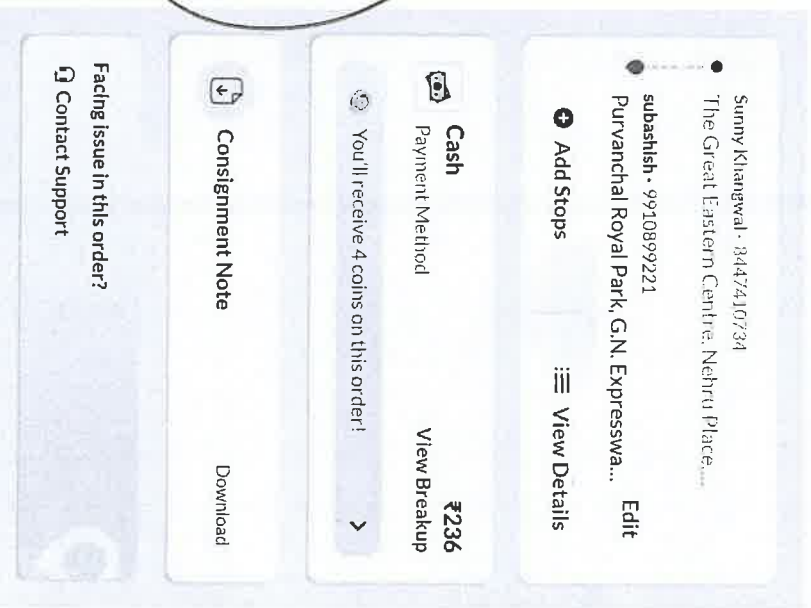 Sunny Khangwal · 8447410734
The Great Eastern Centre, Nehru Place,...
subashish · 9910899221
Purvanchal Royal Park, G.N. Expresswa...
Edit
Add Stops
View Details
Cash
₹236
Payment Method
View Breakup
You'll receive 4 coins on this order!
Consignment Note
Download
Facing issue in this order?
Contact Support